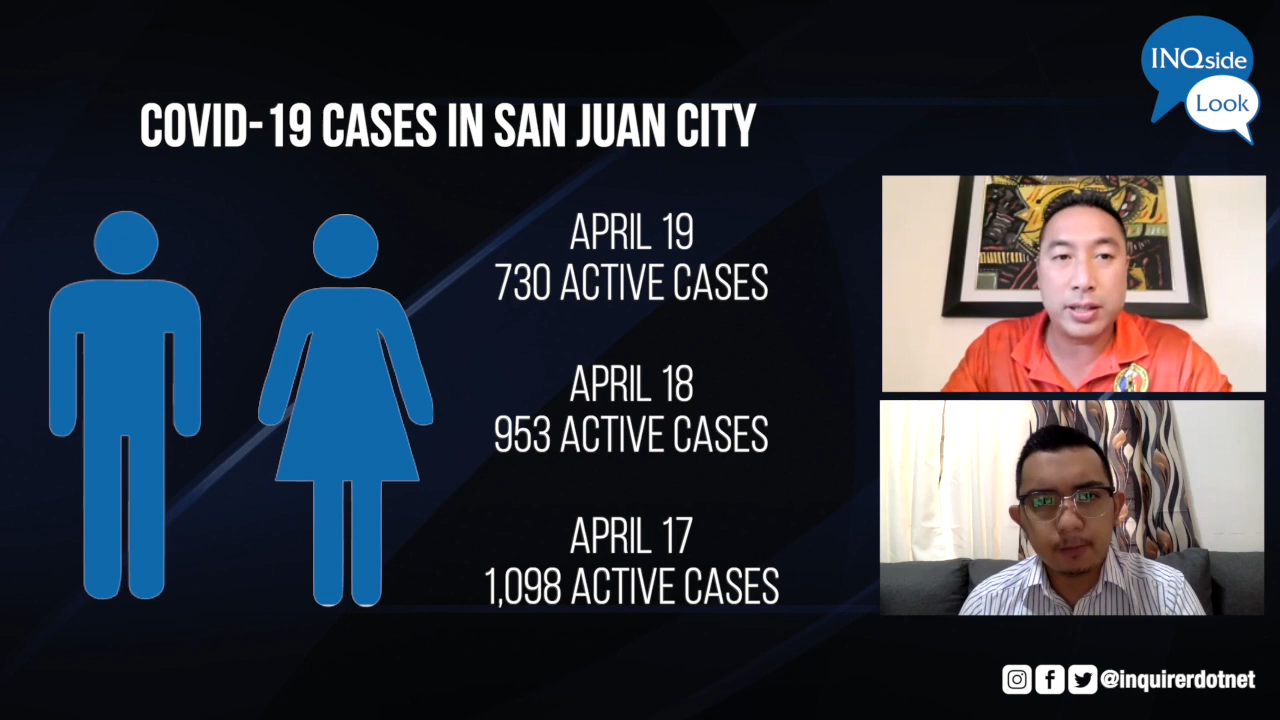 INQside
Look
COVID-19 CASES IN SAN JUAN CITY
APRIL 19
730 ACTIVE CASES
APRIL 18
953 ACTIVE CASES
APRIL 17
1,098 ACTIVE CASES
@inquirerdotnet